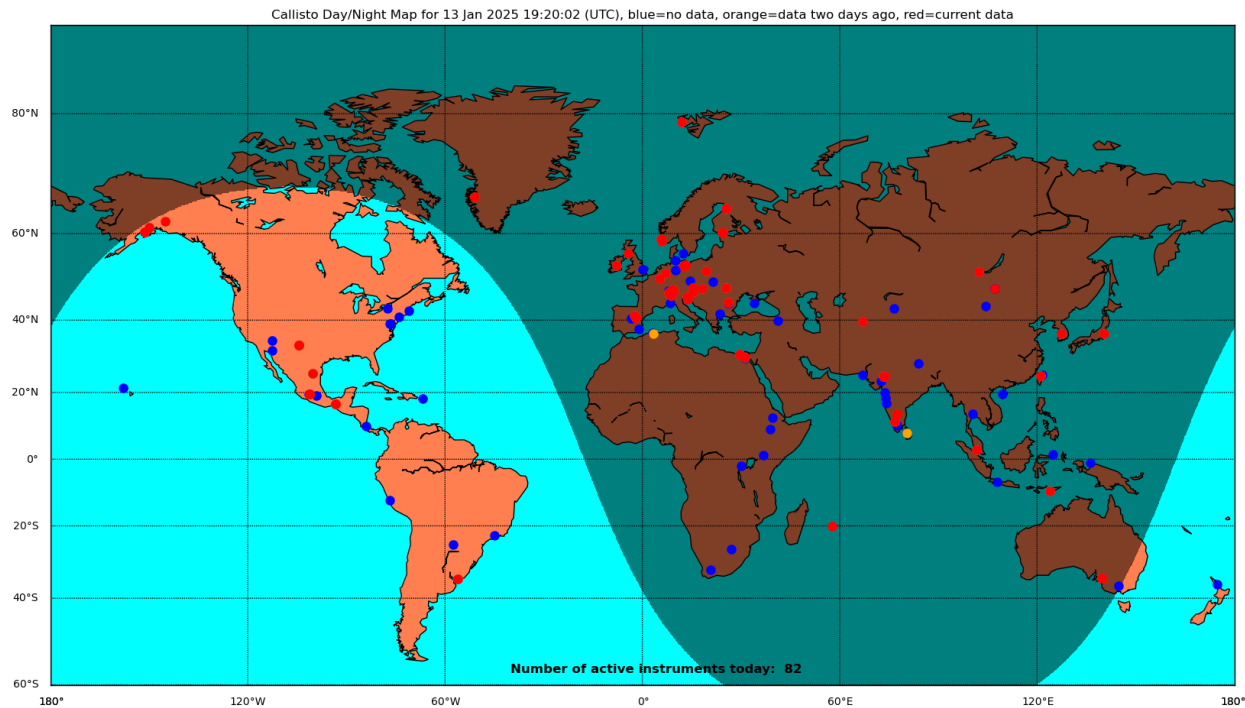 Callisto Day/Night Map for 13 Jan 2025 19:20:02 (UTC), blue=no data, orange=data two days ago, red=current data
80°N
60°N
40°N
20°N
0°
20°S
40°S
60°S
Number of active instruments today:  82
180° 120°W 60°W 0° 60°E 120°E 180°